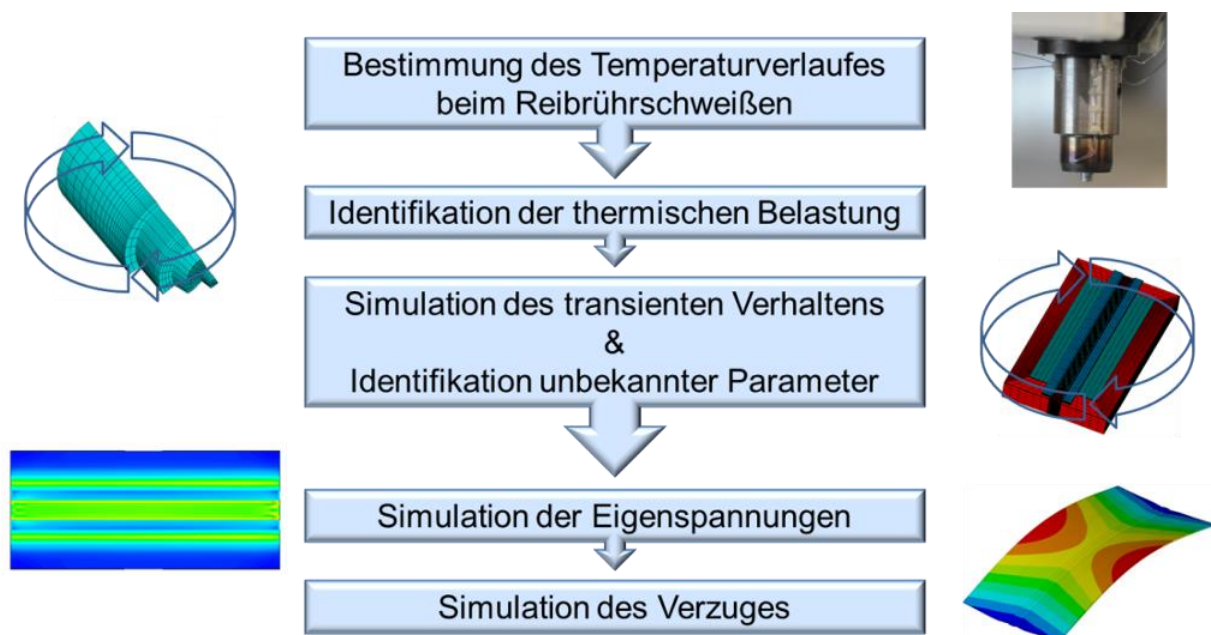 Bestimmung des Temperaturverlaufes
beim Reibrührschweißen
Identifikation der thermischen Belastung
Simulation des transienten Verhaltens
&
Identifikation unbekannter Parameter
Simulation der Eigenspannungen
Simulation des Verzuges